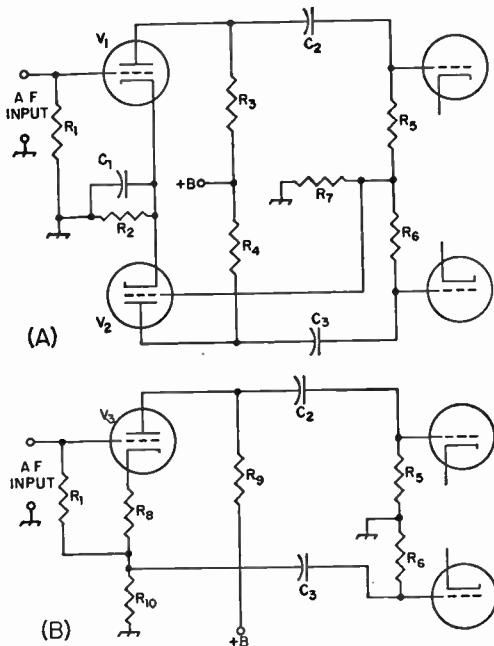 V1
C2
A F
INPUT
R1
R3
R5
C1
+B
R7
R2
R4
R6
V2
C3
(A)
V3
C2
A F
INPUT
R1
R9
R5
R8
R6
C3
R10
(B)
+B